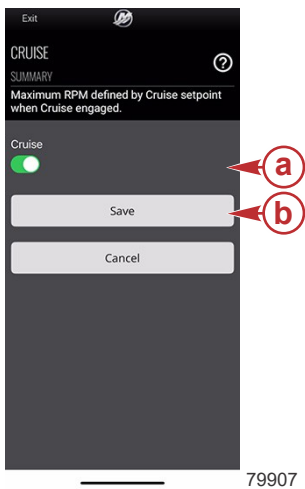 Exit
CRUISE
SUMMARY
Maximum RPM defined by Cruise setpoint
when Cruise engaged.
Cruise
a
Save
b
Cancel
79907